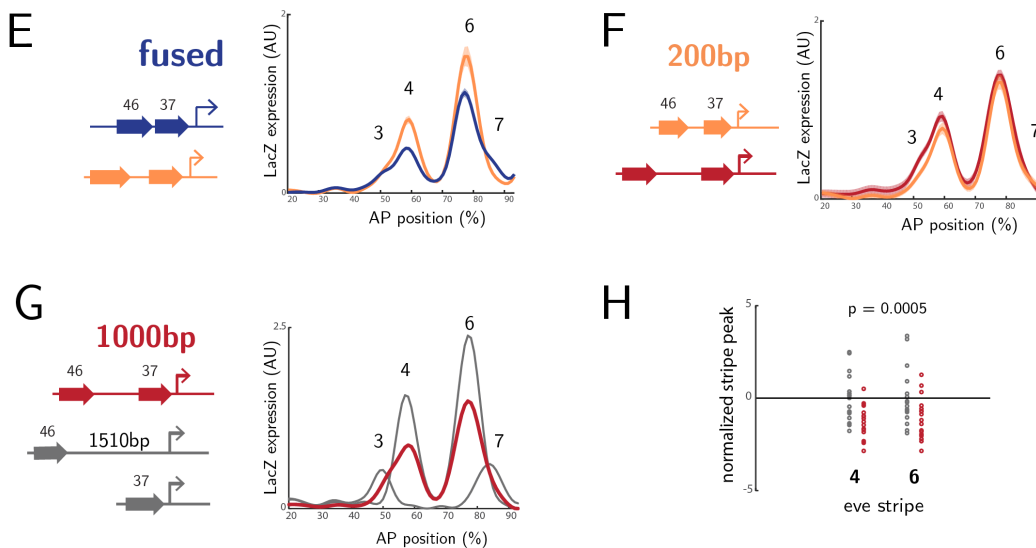 E
fused
46 37
LacZ expression (AU)
2
0
3
4
6
7
20 30 40 50 60 70 80 90
AP position (%)
F
200bp
46 37
LacZ expression (AU)
2
0
3
4
6
7
20 30 40 50 60 70 80
AP position (%)
G
1000bp
46 37
46
1510bp
37
LacZ expression (AU)
2.5
0
3
4
6
7
20 30 40 50 60 70 80 90
AP position (%)
H
normalized stripe peak
5
0
-5
p = 0.0005
4 6
eve stripe